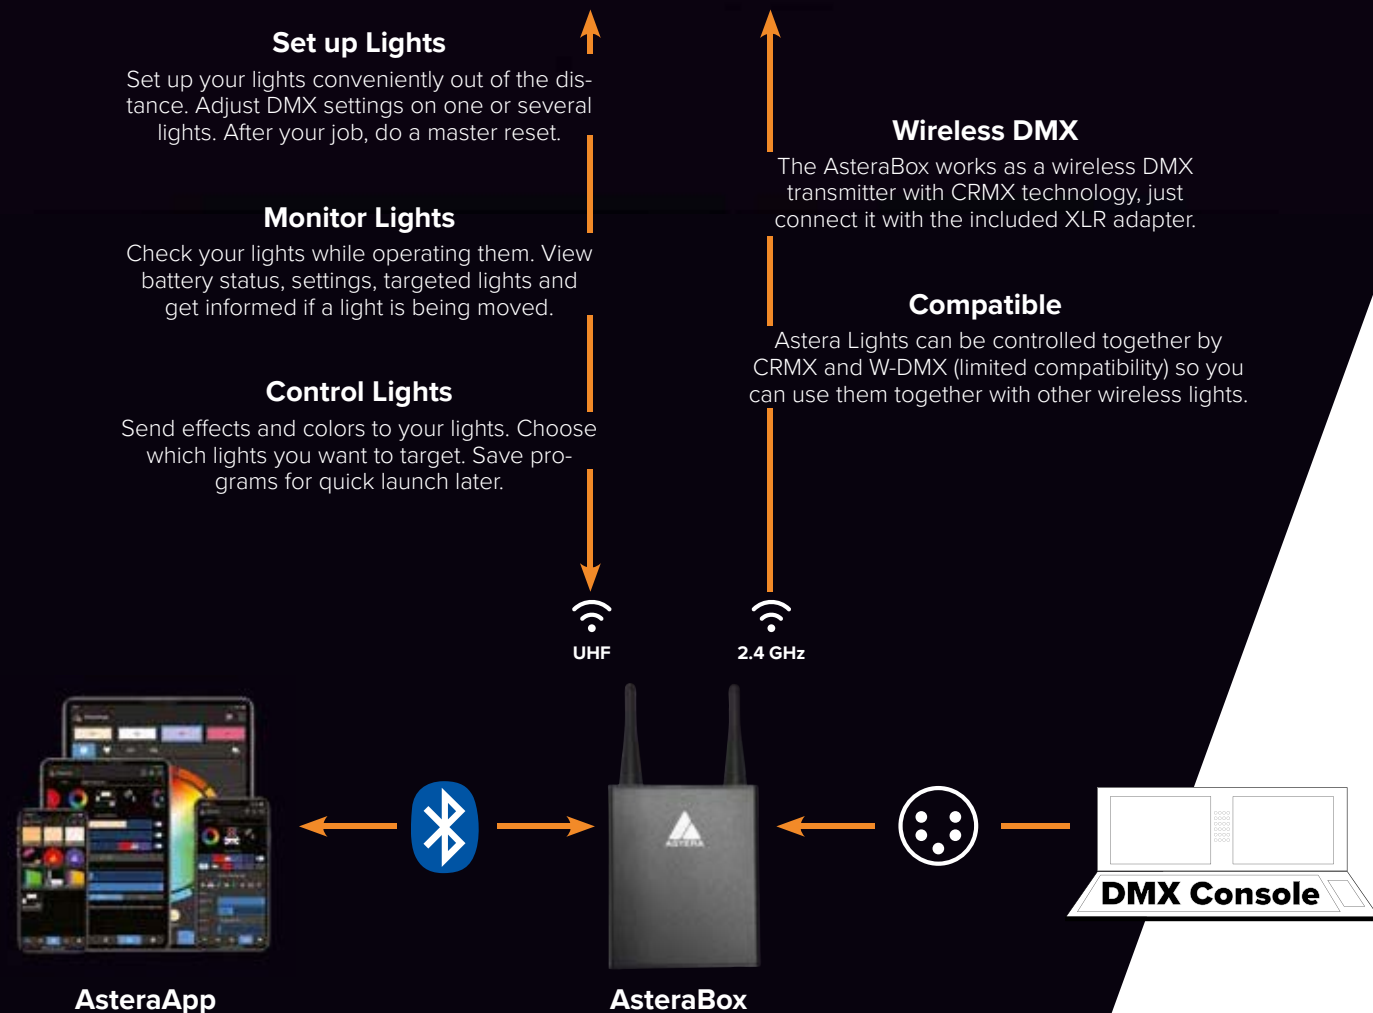 Set up Lights
Set up your lights conveniently out of the dis-
tance. Adjust DMX settings on one or several
lights. After your job, do a master reset.
Monitor Lights
Check your lights while operating them. View
battery status, settings, targeted lights and
get informed if a light is being moved.
Control Lights
Send effects and colors to your lights. Choose
which lights you want to target. Save pro-
grams for quick launch later.
Wireless DMX
The AsteraBox works as a wireless DMX
transmitter with CRMX technology, just
connect it with the included XLR adapter.
Compatible
Astera Lights can be controlled together by
CRMX and W-DMX (limited compatibility) so you
can use them together with other wireless lights.
UHF
2.4 GHz
ASTERA
DMX Console
AsteraApp
AsteraBox